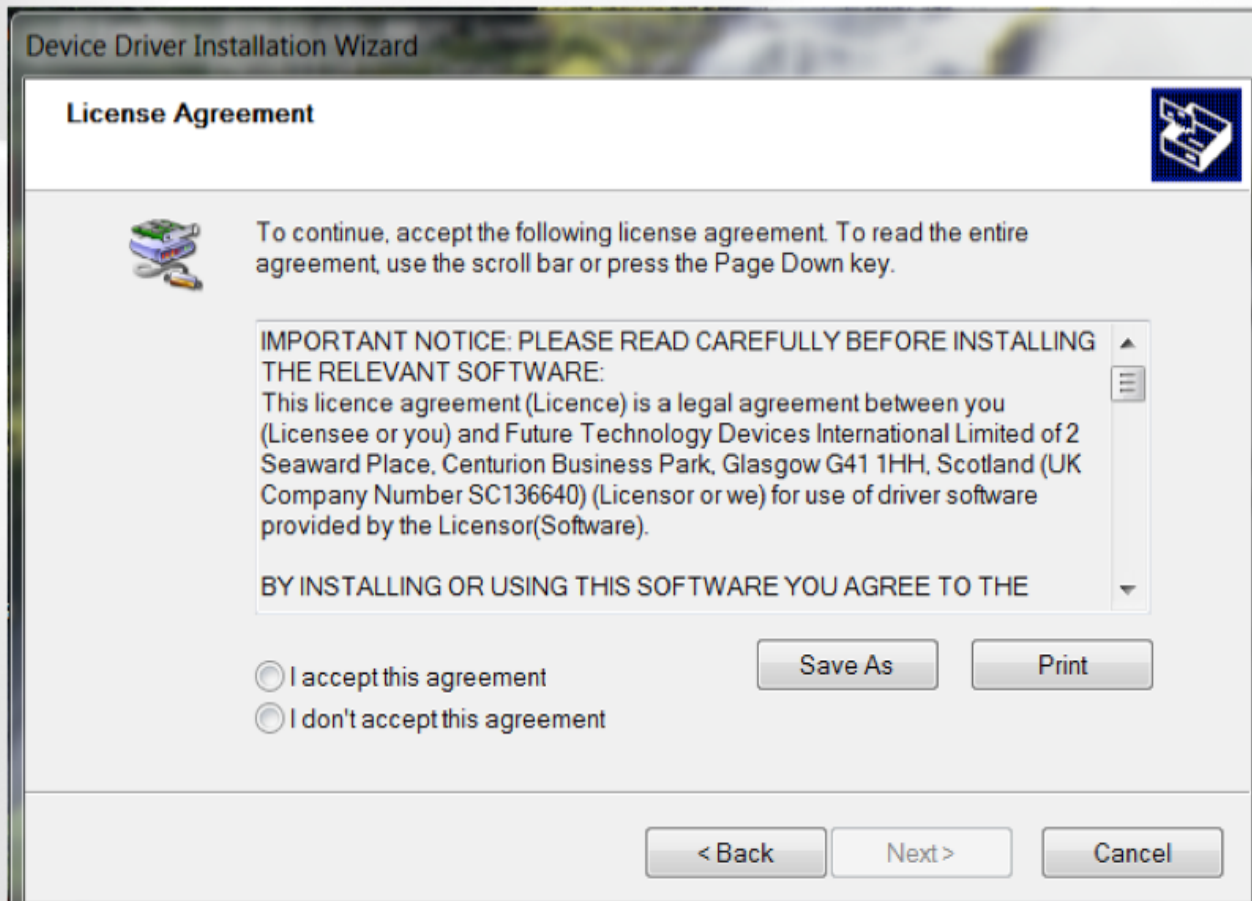 Device Driver Installation Wizard
License Agreement
To continue, accept the following license agreement. To read the entire
agreement, use the scroll bar or press the Page Down key.
IMPORTANT NOTICE: PLEASE READ CAREFULLY BEFORE INSTALLING
THE RELEVANT SOFTWARE:
This licence agreement (Licence) is a legal agreement between you
(Licensee or you) and Future Technology Devices International Limited of 2
Seaward Place, Centurion Business Park, Glasgow G41 1HH, Scotland (UK
Company Number SC136640) (Licensor or we) for use of driver software
provided by the Licensor(Software).
BY INSTALLING OR USING THIS SOFTWARE YOU AGREE TO THE
I accept this agreement
I don't accept this agreement
Save As
Print
< Back
Next >
Cancel